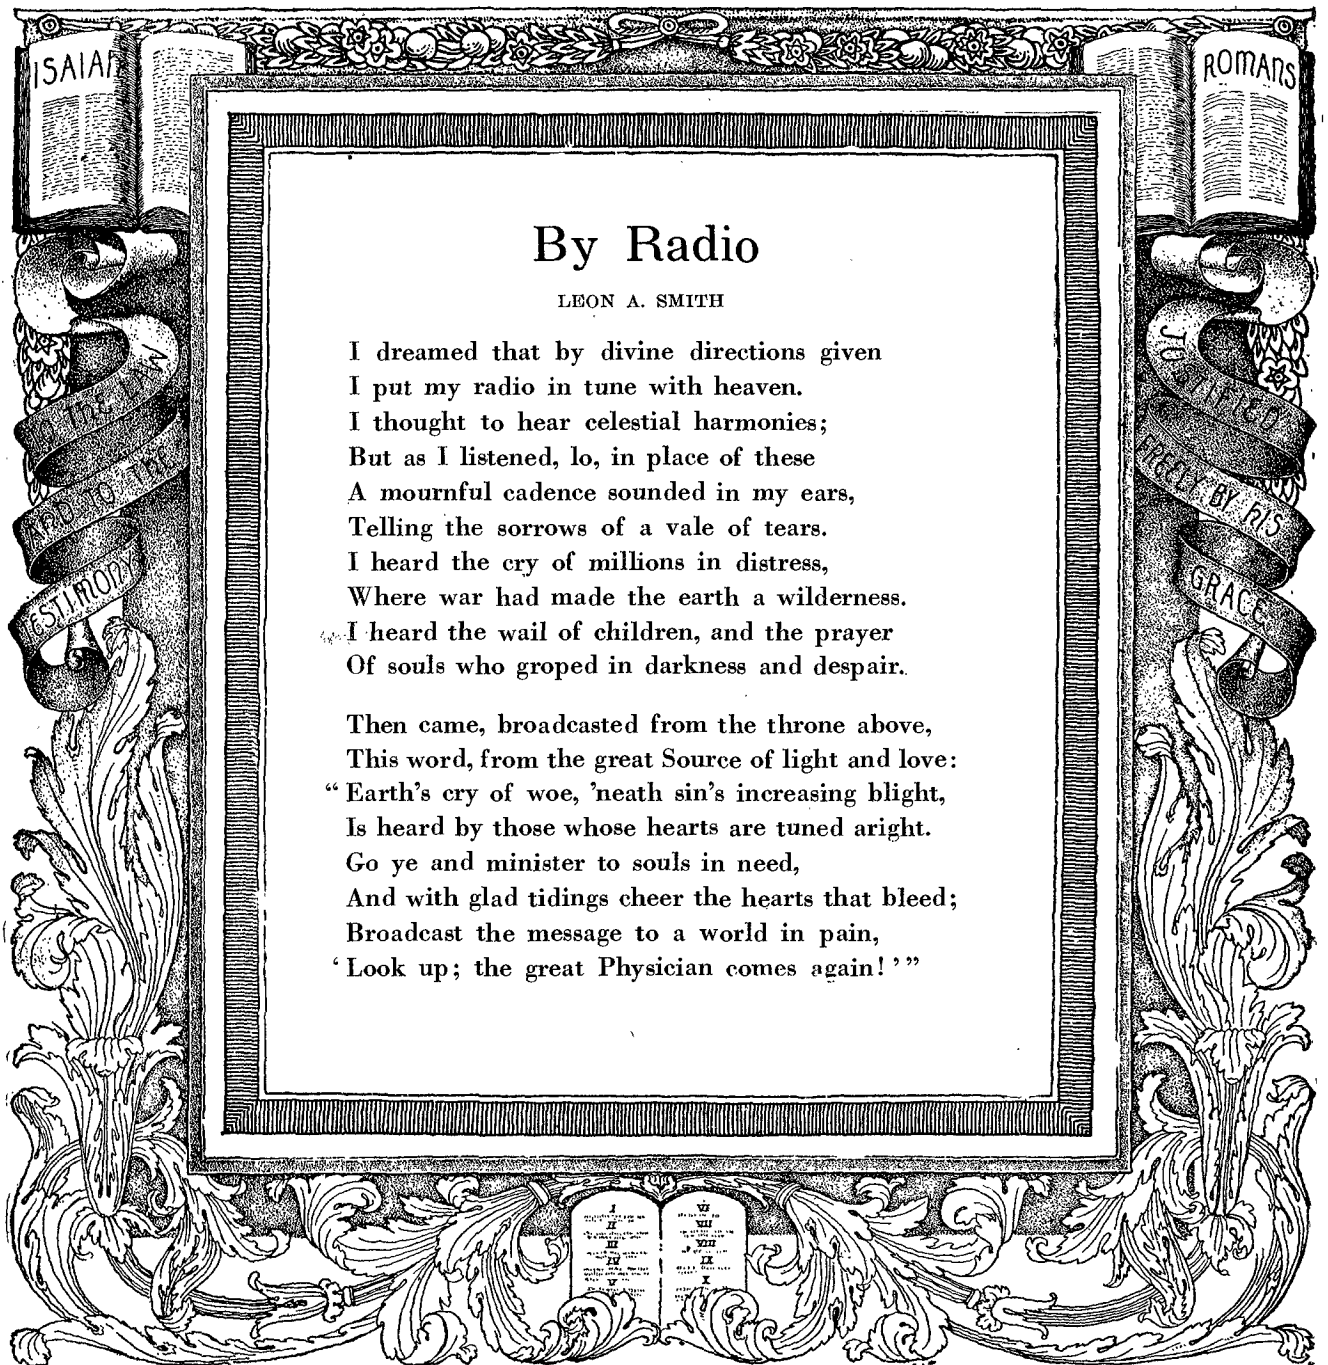 ISAIAH
ROMANS
By Radio
LEON A. SMITH
I dreamed that by divine directions given
I put my radio in tune with heaven.
I thought to hear celestial harmonies;
But as I listened, lo, in place of these
A mournful cadence sounded in my ears,
Telling the sorrows of a vale of tears.
I heard the cry of millions in distress,
Where war had made the earth a wilderness.
I heard the wail of children, and the prayer
Of souls who groped in darkness and despair.
Then came, broadcasted from the throne above,
This word, from the great Source of light and love:
“ Earth’s cry of woe, ’neath sin’s increasing blight,
Is heard by those whose hearts are tuned aright.
Go ye and minister to souls in need,
And with glad tidings cheer the hearts that bleed;
Broadcast the message to a world in pain,
‘ Look up; the great Physician comes again! ’ ”
TO THE LAW
AND TO THE
TESTIMONY
JUSTIFIED
FREELY BY HIS
GRACE
I
II
III
IV
V
VI
VII
VIII
IX
X